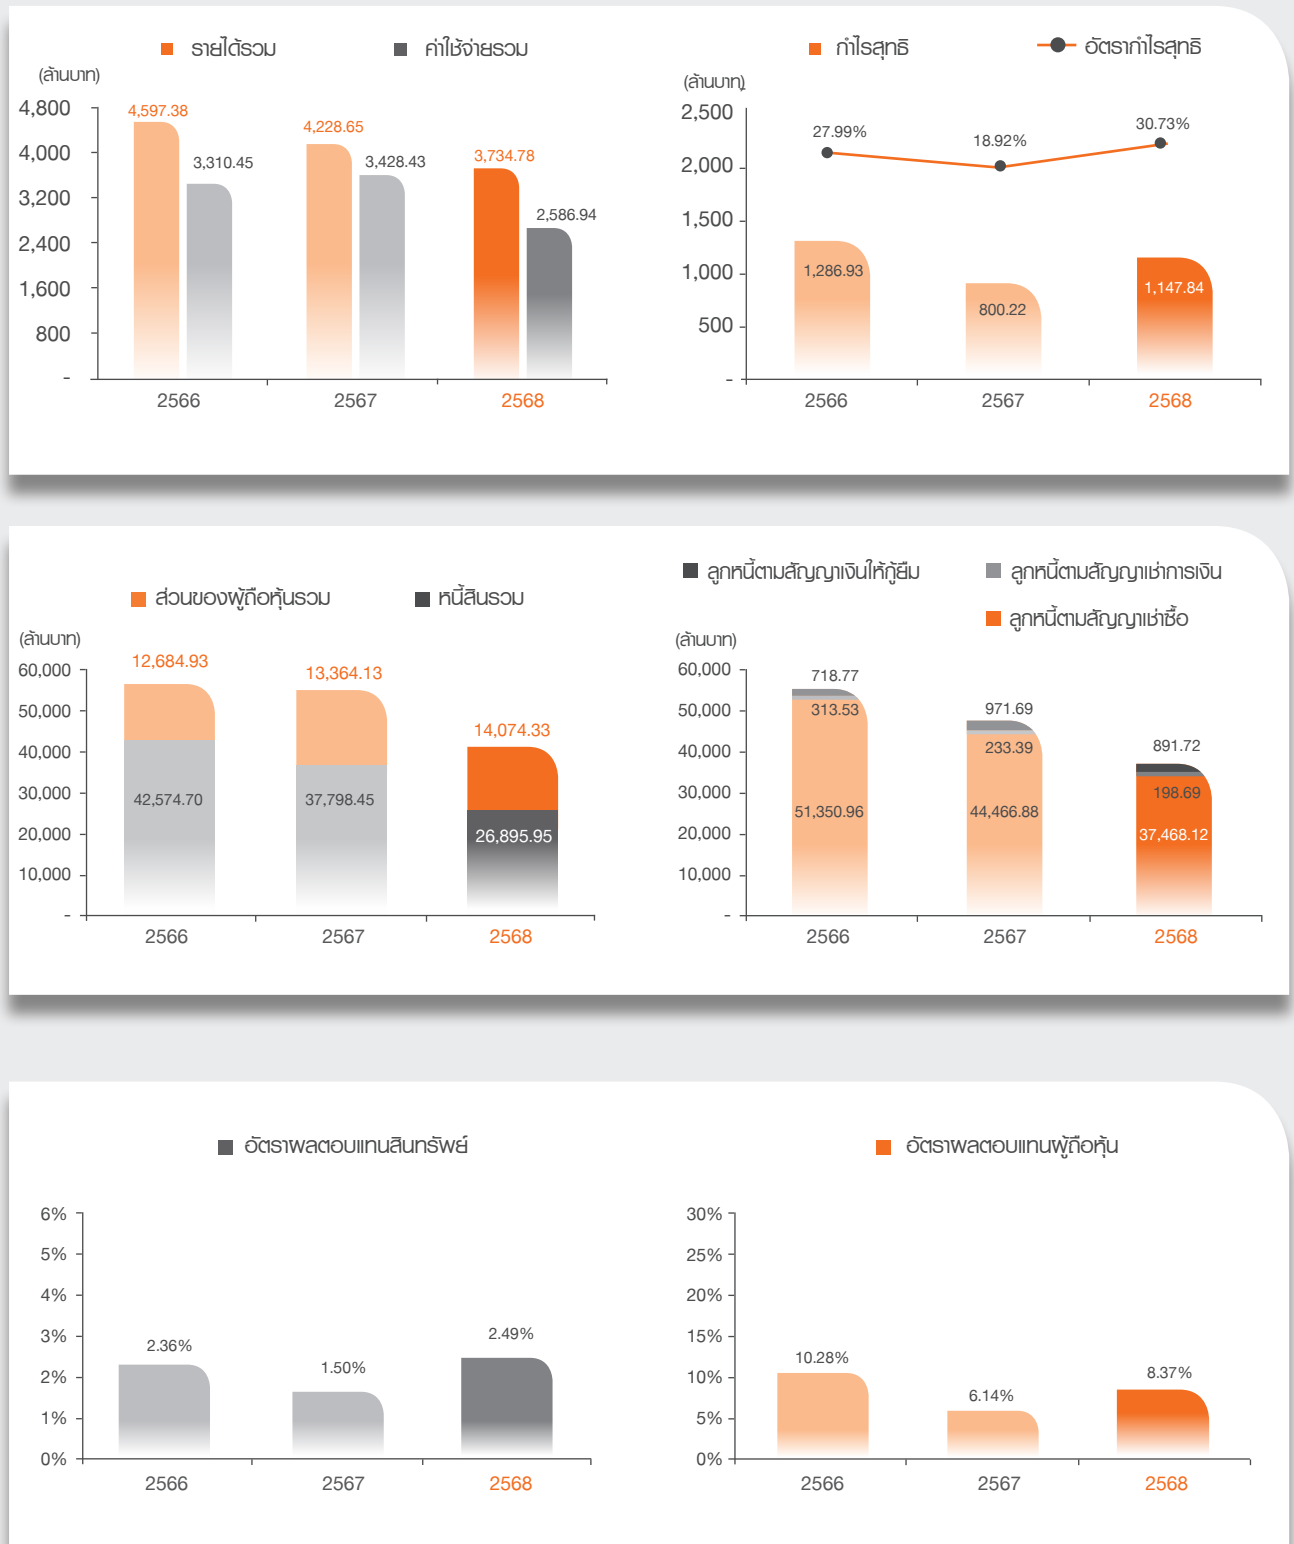 รายได้รวม ค่าใช้จ่ายรวม
(ล้านบาท)
4,800
4,000
3,200
2,400
1,600
800
-
4,597.38
3,310.45
4,228.65
3,428.43
3,734.78
2,586.94
2566 2567 2568
กำไรสุทธิ อัตรากำไรสุทธิ
(ล้านบาท)
2,500
2,000
1,500
1,000
500
-
27.99% 18.92% 30.73%
1,286.93 800.22 1,147.84
2566 2567 2568
ส่วนของผู้ถือหุ้นรวม หนี้สินรวม
(ล้านบาท)
60,000
50,000
40,000
30,000
20,000
10,000
-
12,684.93 13,364.13 14,074.33
42,574.70 37,798.45 26,895.95
2566 2567 2568
ลูกหนี้ตามสัญญาเงินให้กู้ยืม ลูกหนี้ตามสัญญาเช่าการเงิน
ลูกหนี้ตามสัญญาเช่าซื้อ
(ล้านบาท)
60,000
50,000
40,000
30,000
20,000
10,000
-
718.77 971.69 891.72
313.53 233.39 198.69
51,350.96 44,466.88 37,468.12
2566 2567 2568
อัตราผลตอบแทนสินทรัพย์
6%
5%
4%
3%
2%
1%
0%
2.36% 1.50% 2.49%
2566 2567 2568
อัตราผลตอบแทนผู้ถือหุ้น
30%
25%
20%
15%
10%
5%
0%
10.28% 6.14% 8.37%
2566 2567 2568